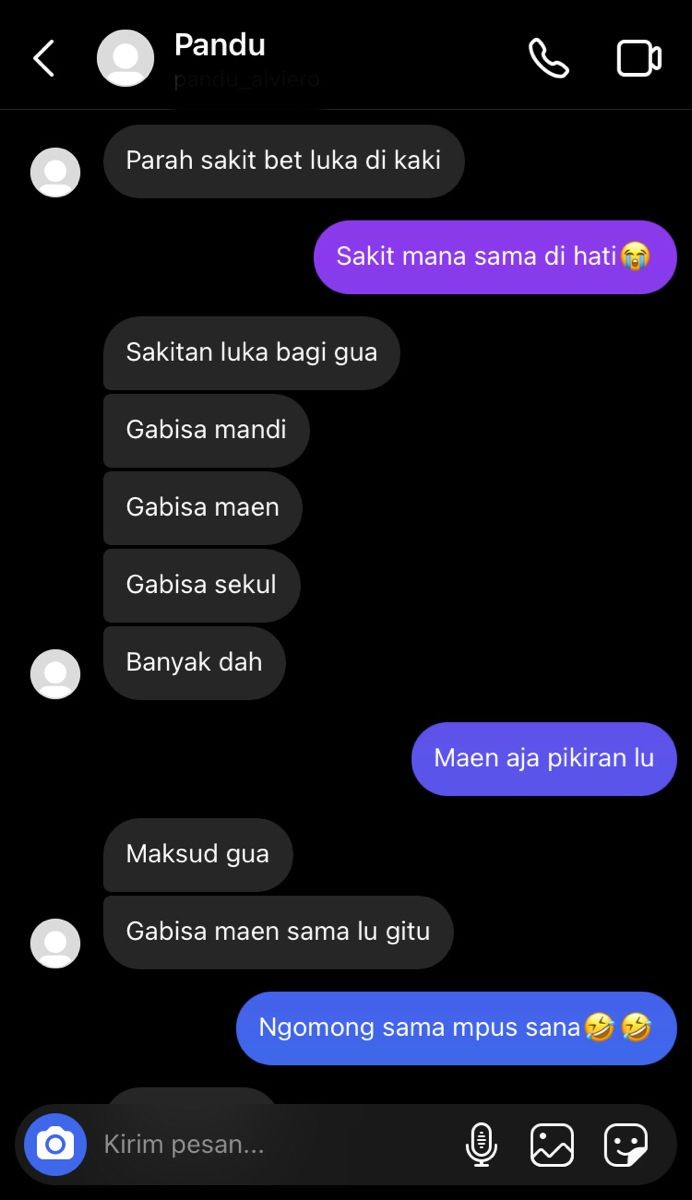 Pandu
pandu_alviero
Parah sakit bet luka di kaki
Sakit mana sama di hati😭
Sakitan luka bagi gua
Gabisa mandi
Gabisa maen
Gabisa sekul
Banyak dah
Maen aja pikiran lu
Maksud gua
Gabisa maen sama lu gitu
Ngomong sama mpus sana🤣🤣
Kirim pesan...